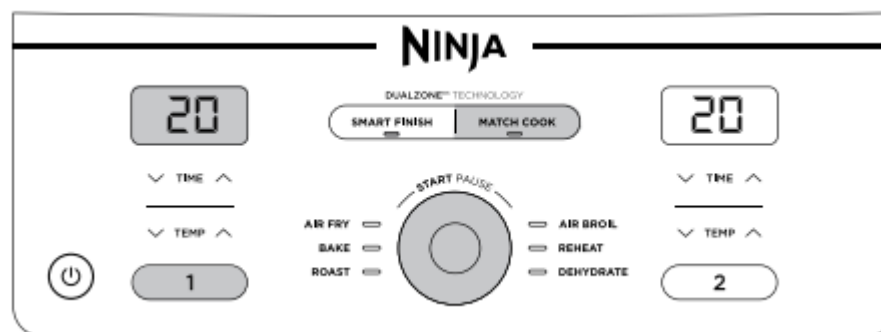 NINJA
DUALZONE™ TECHNOLOGY
20
SMART FINISH MATCH COOK
20
TIME
TEMP
1
START PAUSE
AIR FRY
BAKE
ROAST
AIR BROIL
REHEAT
DEHYDRATE
TIME
TEMP
2